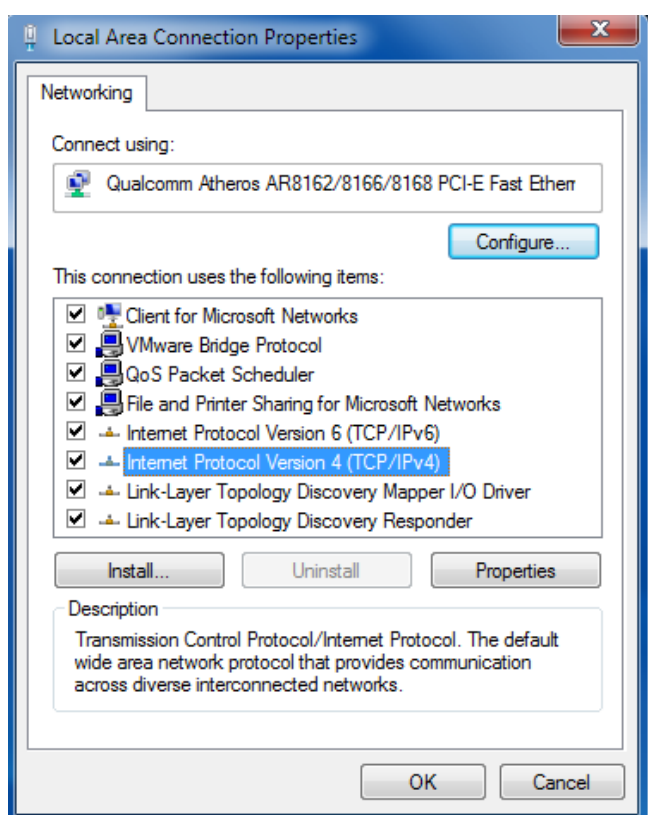 Local Area Connection Properties
Networking
Connect using:
Qualcomm Atheros AR8162/8166/8168 PCI-E Fast Ethern
Configure...
This connection uses the following items:
Client for Microsoft Networks
VMware Bridge Protocol
QoS Packet Scheduler
File and Printer Sharing for Microsoft Networks
Internet Protocol Version 6 (TCP/IPv6)
Internet Protocol Version 4 (TCP/IPv4)
Link-Layer Topology Discovery Mapper I/O Driver
Link-Layer Topology Discovery Responder
Install... Uninstall Properties
Description
Transmission Control Protocol/Internet Protocol. The default
wide area network protocol that provides communication
across diverse interconnected networks.
OK Cancel